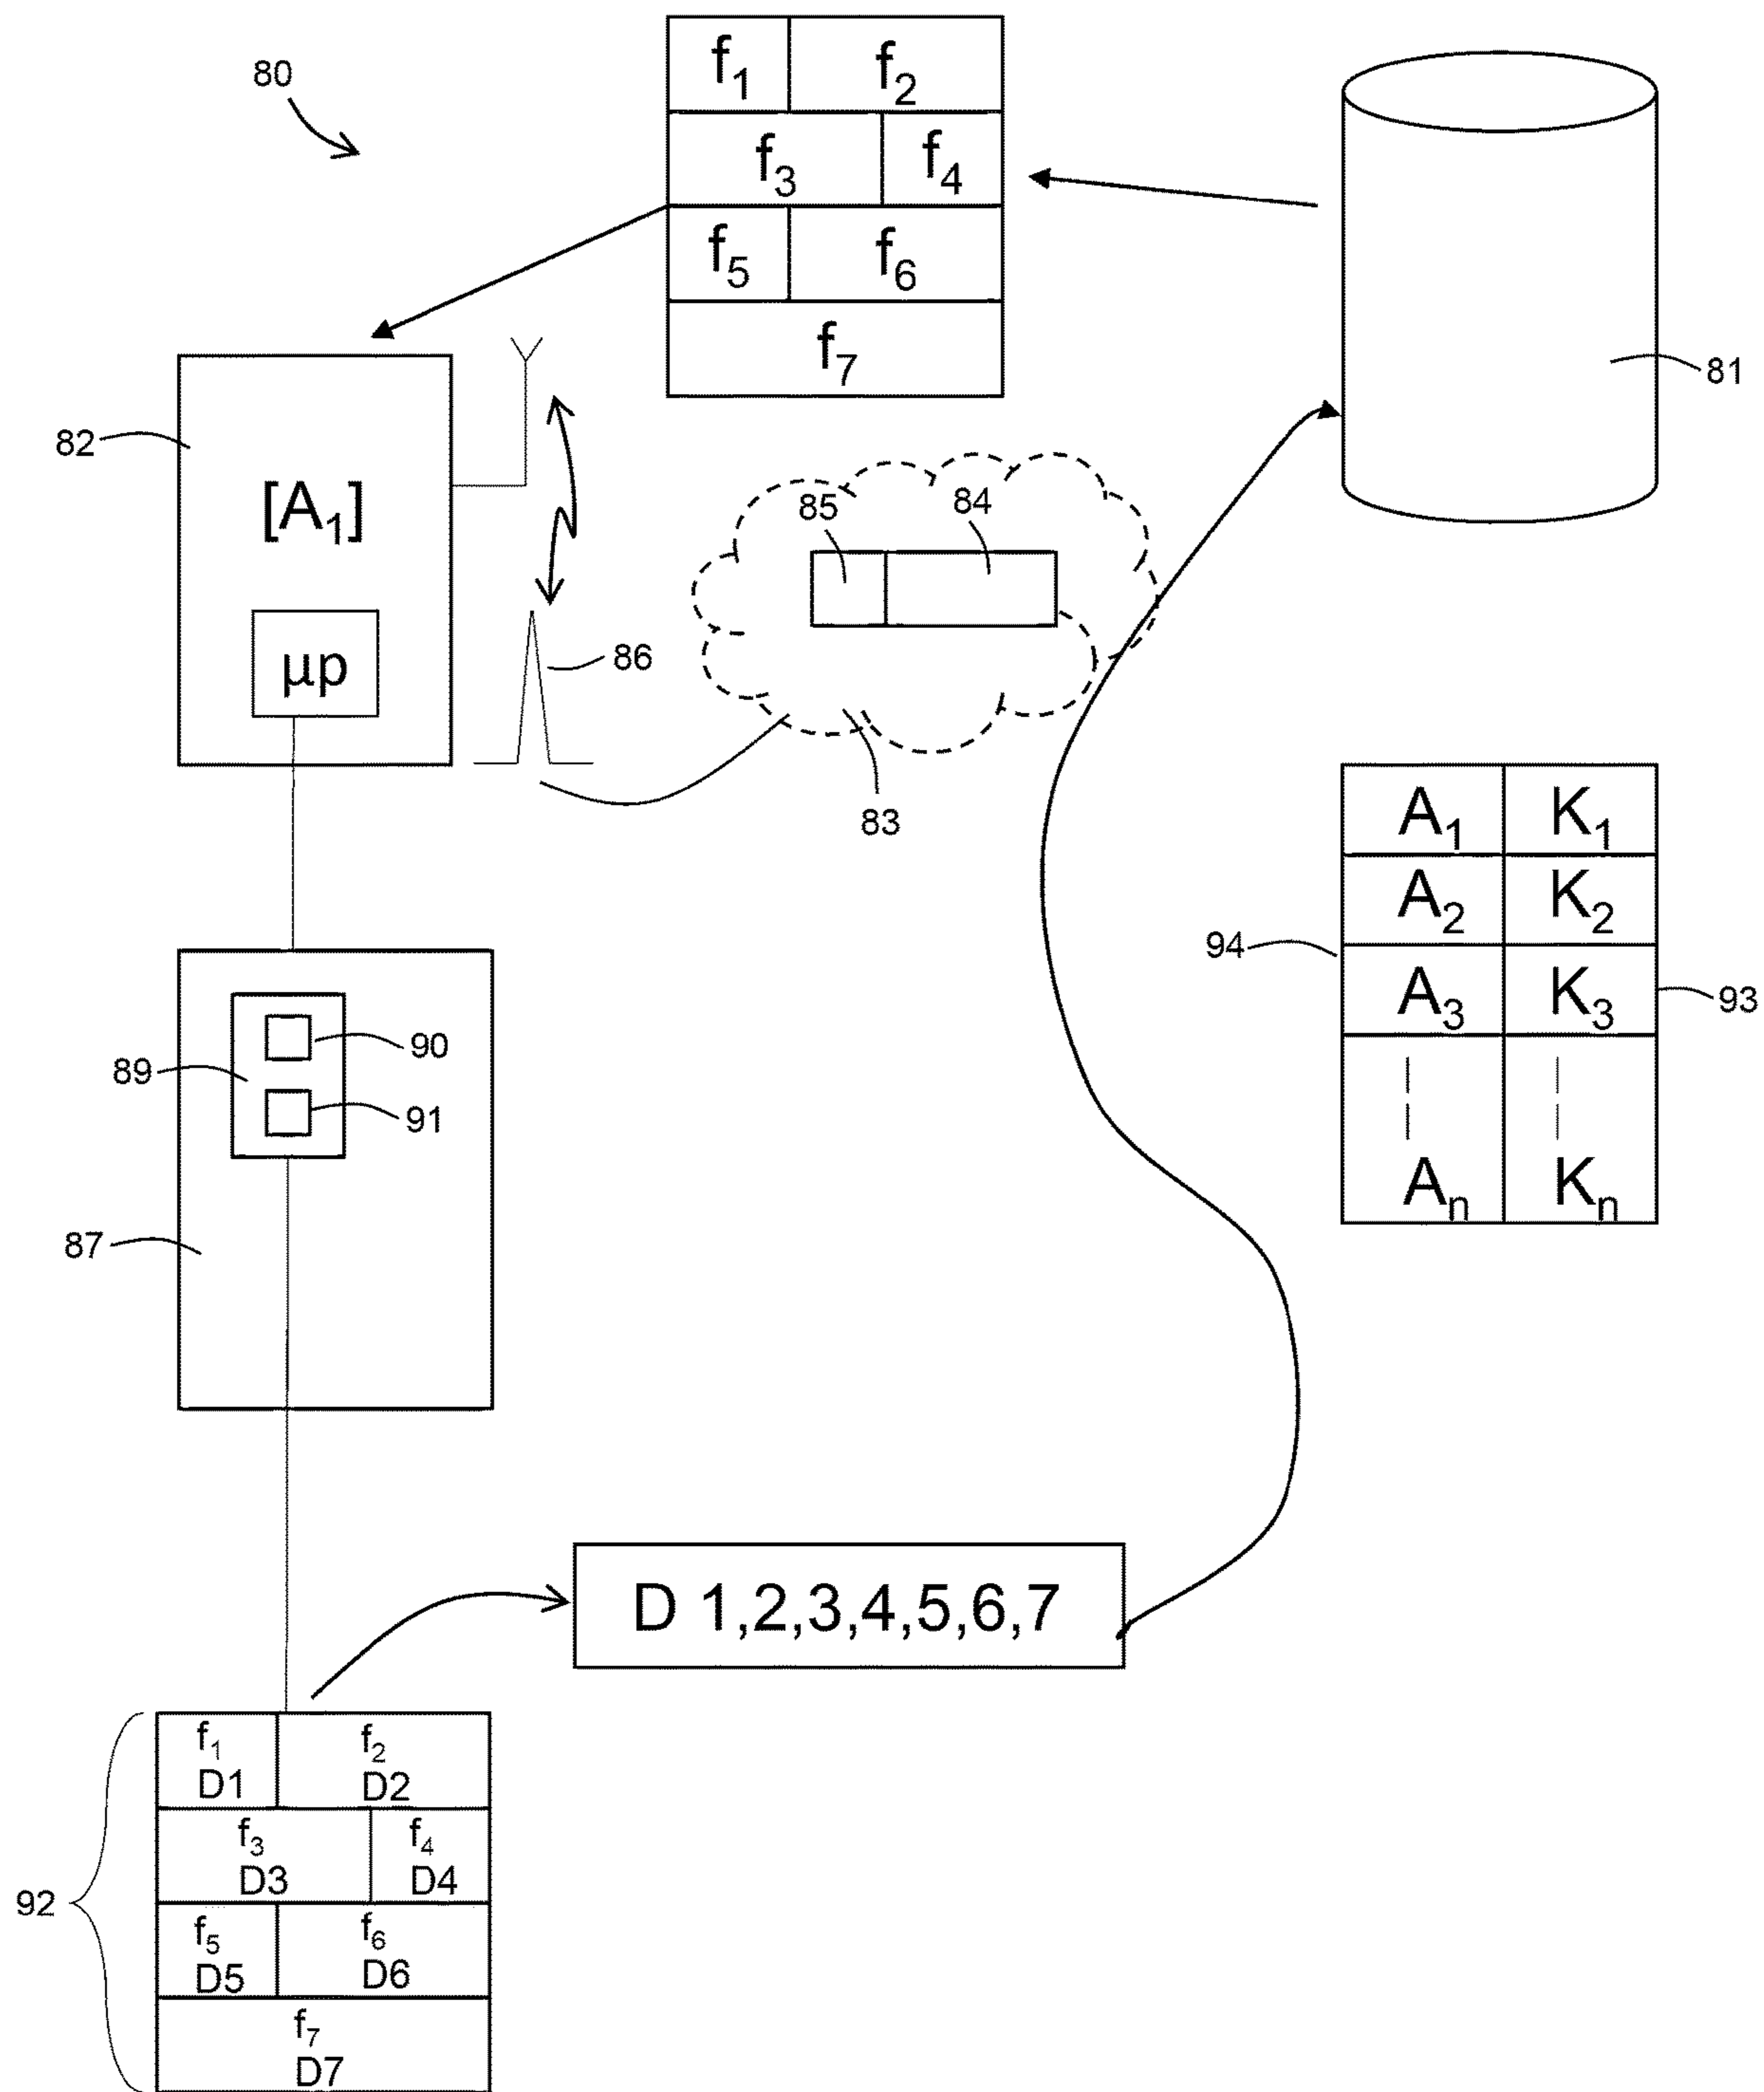 80
f₁ f₂
f₃ f₄
f₅ f₆
f₇
81
82
[A₁]
µp
85 84
86
83
A₁ K₁
A₂ K₂
94
A₃ K₃
93
Aₙ Kₙ
89
90
91
87
D 1,2,3,4,5,6,7
92
f₁ f₂
D1 D2
f₃ f₄
D3 D4
f₅ f₆
D5 D6
f₇
D7